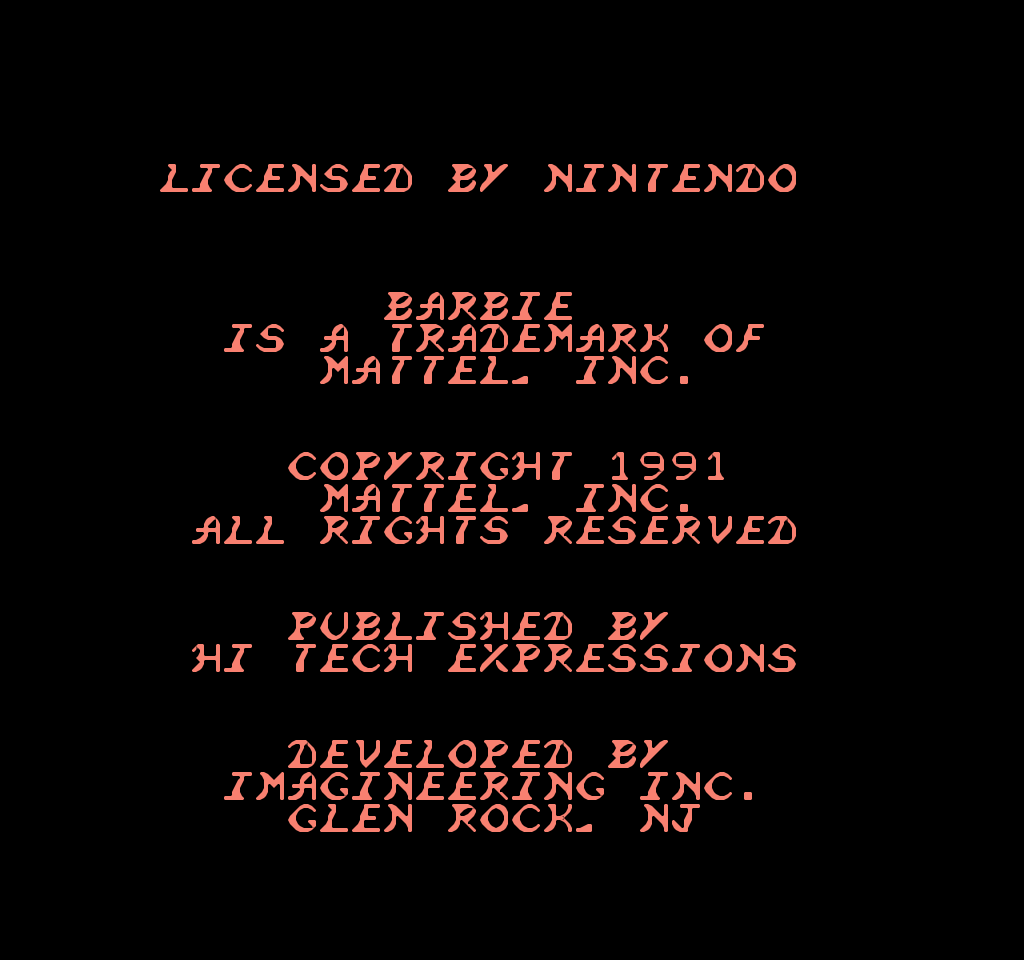 LICENSED BY NINTENDO
BARBIE
IS A TRADEMARK OF
MATTEL, INC.
COPYRIGHT 1991
MATTEL, INC.
ALL RIGHTS RESERVED
PUBLISHED BY
HI TECH EXPRESSIONS
DEVELOPED BY
IMAGINEERING INC.
GLEN ROCK, NJ